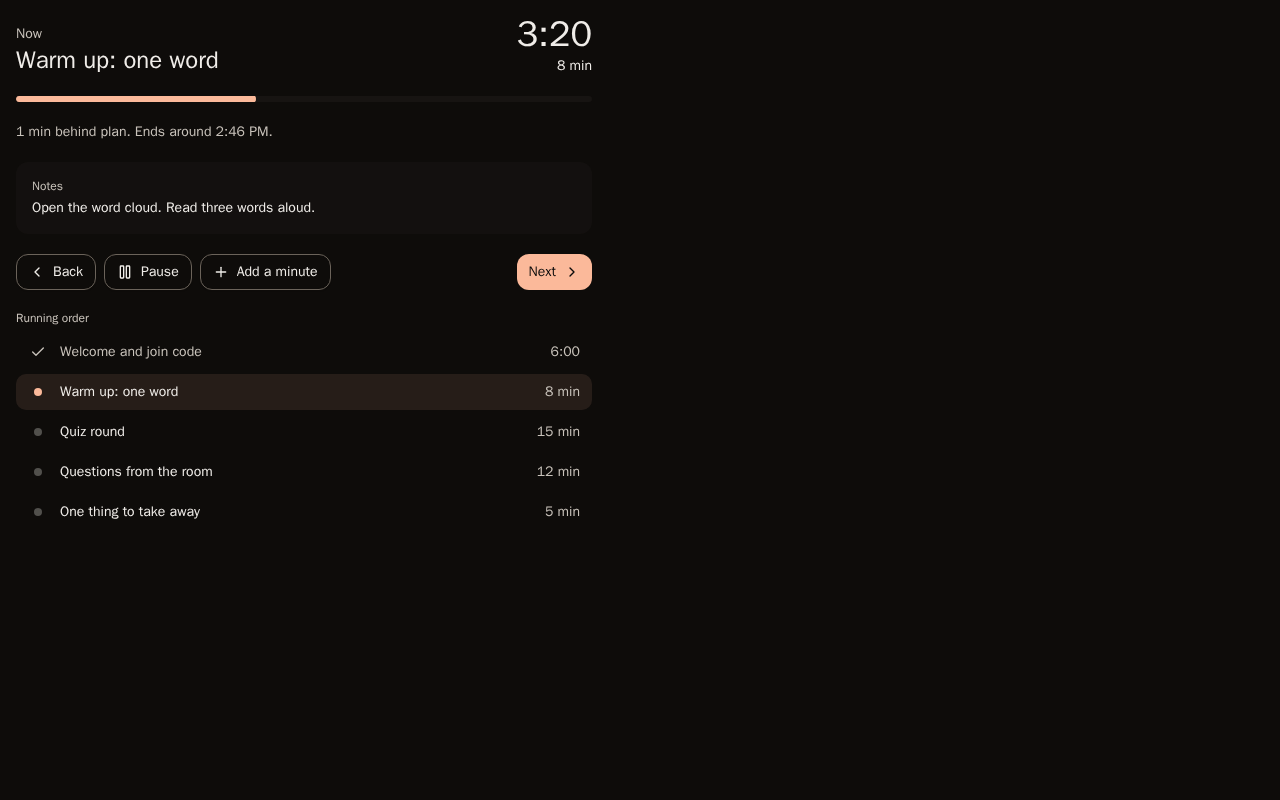 Now
Warm up: one word
3:20
8 min
1 min behind plan. Ends around 2:46 PM.
Notes
Open the word cloud. Read three words aloud.
Back
Pause
Add a minute
Next
Running order
Welcome and join code 6:00
Warm up: one word 8 min
Quiz round 15 min
Questions from the room 12 min
One thing to take away 5 min